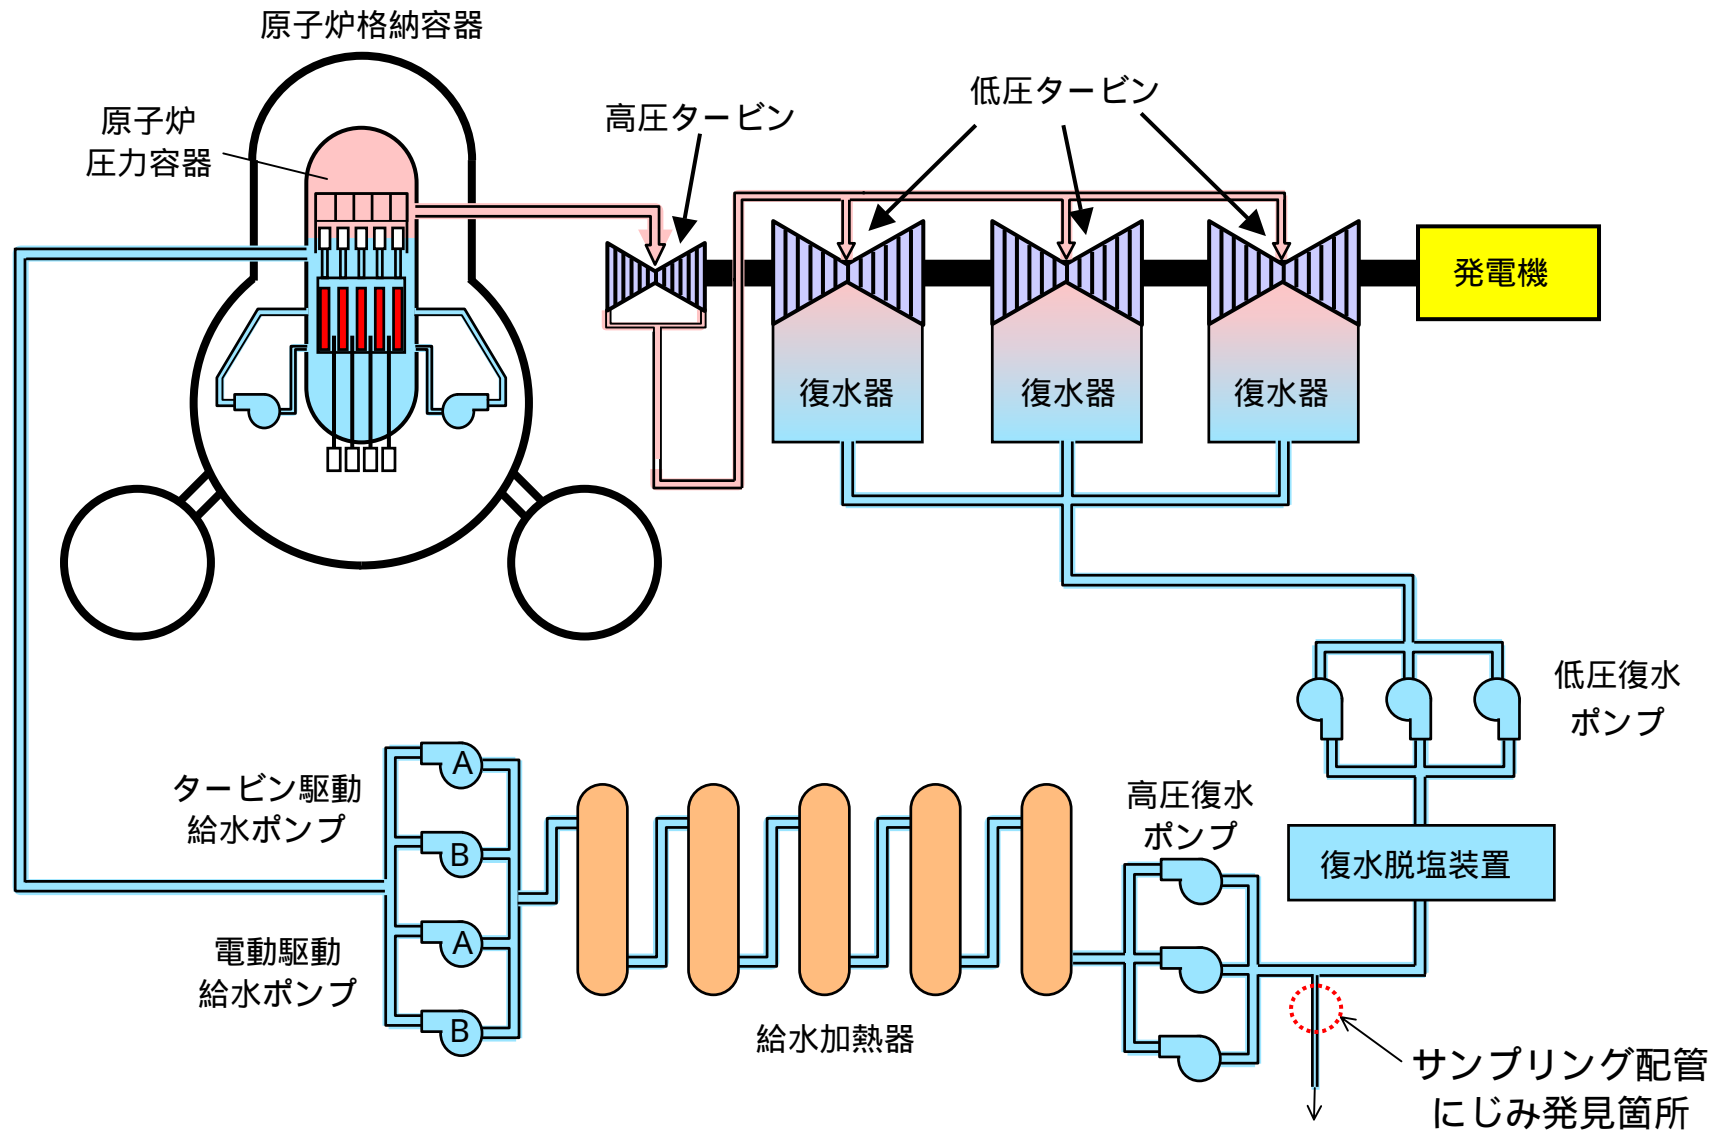 原子炉格納容器
原子炉
圧力容器
高圧タービン
低圧タービン
発電機
復水器
復水器
復水器
低圧復水
ポンプ
タービン駆動
給水ポンプ
A
B
電動駆動
給水ポンプ
A
B
高圧復水
ポンプ
復水脱塩装置
給水加熱器
サンプリング配管
にじみ発見箇所